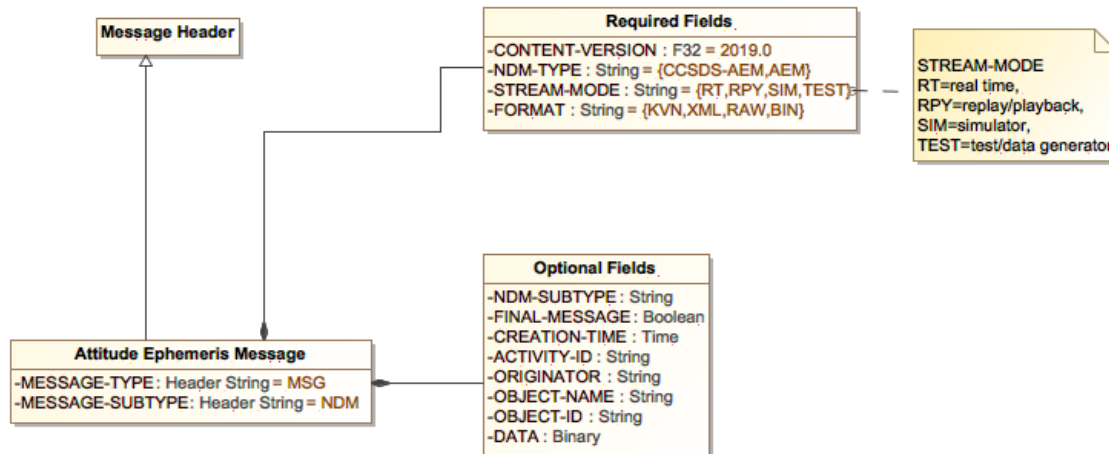 Message Header
Required Fields
-CONTENT-VERSION : F32 = 2019.0
-NDM-TYPE : String = {CCSDS-AEM,AEM}
-STREAM-MODE : String = {RT,RPY,SIM,TEST}
-FORMAT : String = {KVN,XML,RAW,BIN}
STREAM-MODE
RT=real time,
RPY=replay/playback,
SIM=simulator,
TEST=test/data generator
Optional Fields
-NDM-SUBTYPE : String
-FINAL-MESSAGE : Boolean
-CREATION-TIME : Time
-ACTIVITY-ID : String
-ORIGINATOR : String
-OBJECT-NAME : String
-OBJECT-ID : String
-DATA : Binary
Attitude Ephemeris Message
-MESSAGE-TYPE : Header String = MSG
-MESSAGE-SUBTYPE : Header String = NDM